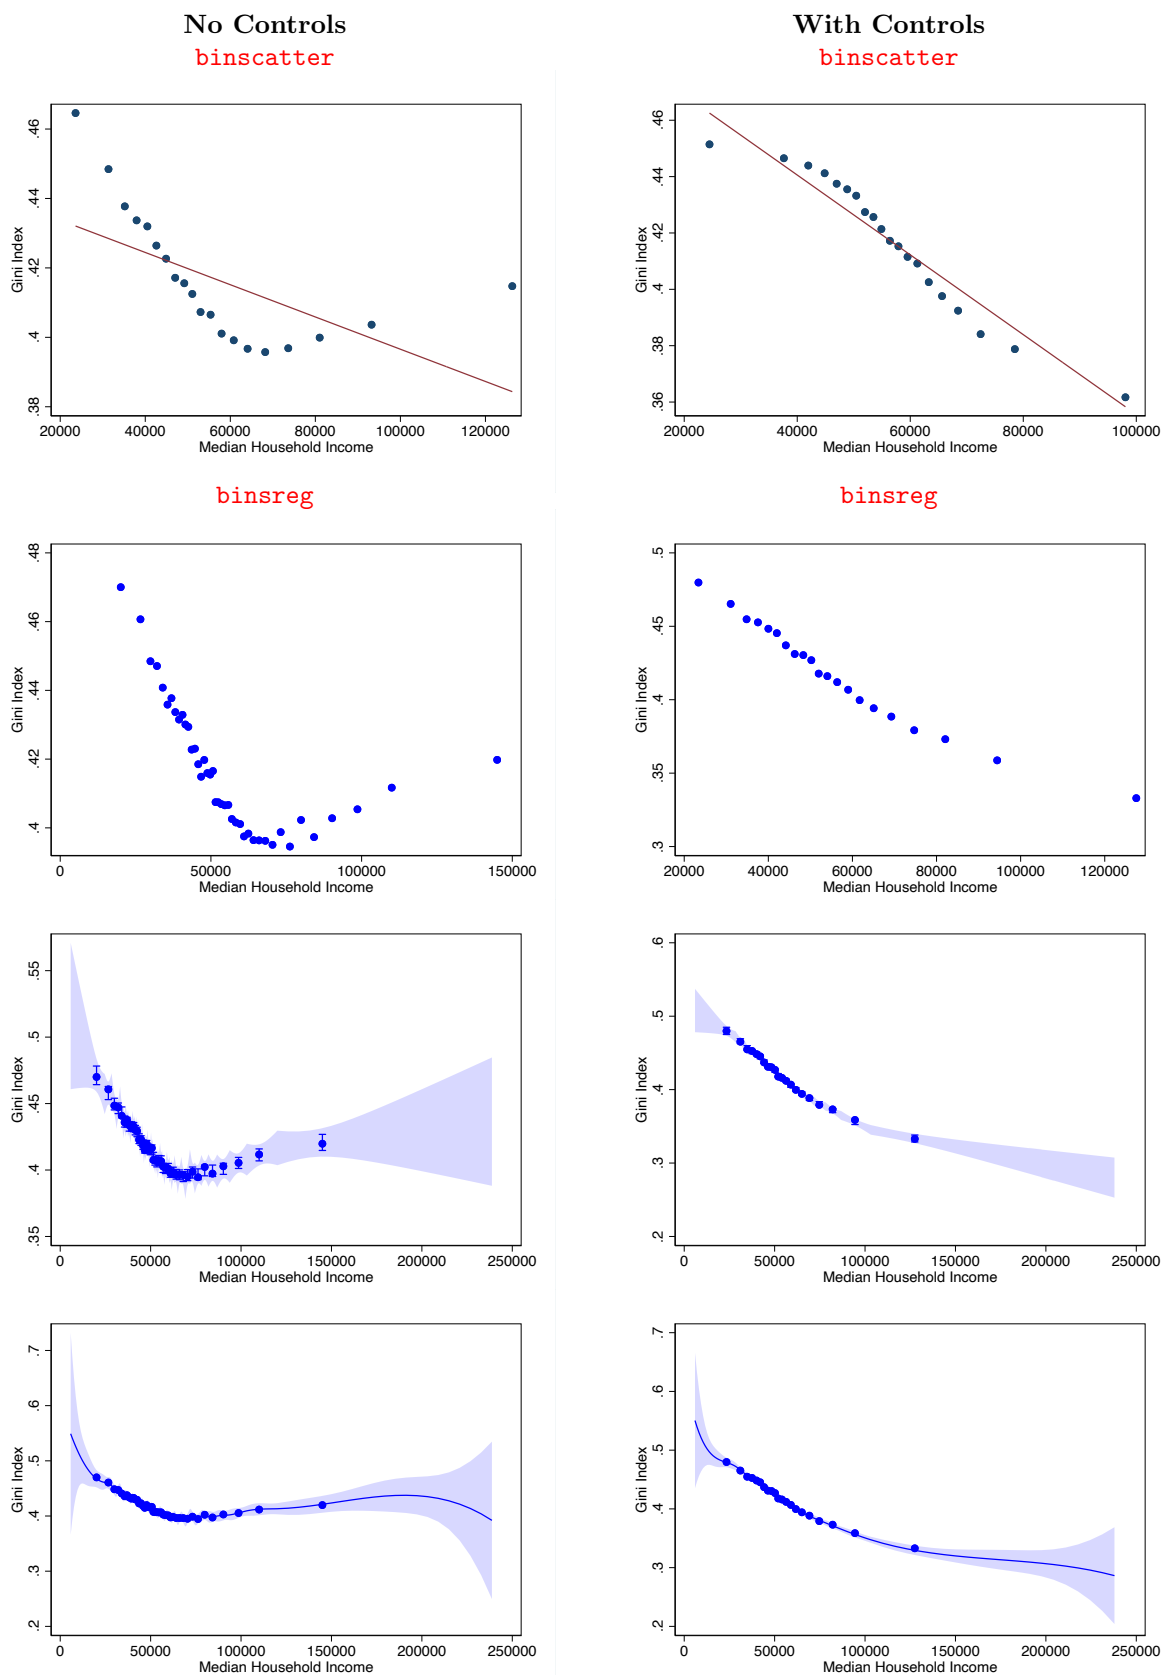 No Controls
With Controls
binscatter
binscatter
.46
.44
.42
.4
.38
Gini Index
20000 40000 60000 80000 100000 120000
Median Household Income
.46
.44
.42
.4
.38
.36
Gini Index
20000 40000 60000 80000 100000
Median Household Income
binsreg
binsreg
.48
.46
.44
.42
.4
Gini Index
0 50000 100000 150000
Median Household Income
.5
.45
.4
.35
.3
Gini Index
20000 40000 60000 80000 100000 120000
Median Household Income
.55
.5
.45
.4
.35
Gini Index
0 50000 100000 150000 200000 250000
Median Household Income
.6
.5
.4
.3
.2
Gini Index
0 50000 100000 150000 200000 250000
Median Household Income
.7
.6
.5
.4
.3
.2
Gini Index
0 50000 100000 150000 200000 250000
Median Household Income
.7
.6
.5
.4
.3
.2
Gini Index
0 50000 100000 150000 200000 250000
Median Household Income